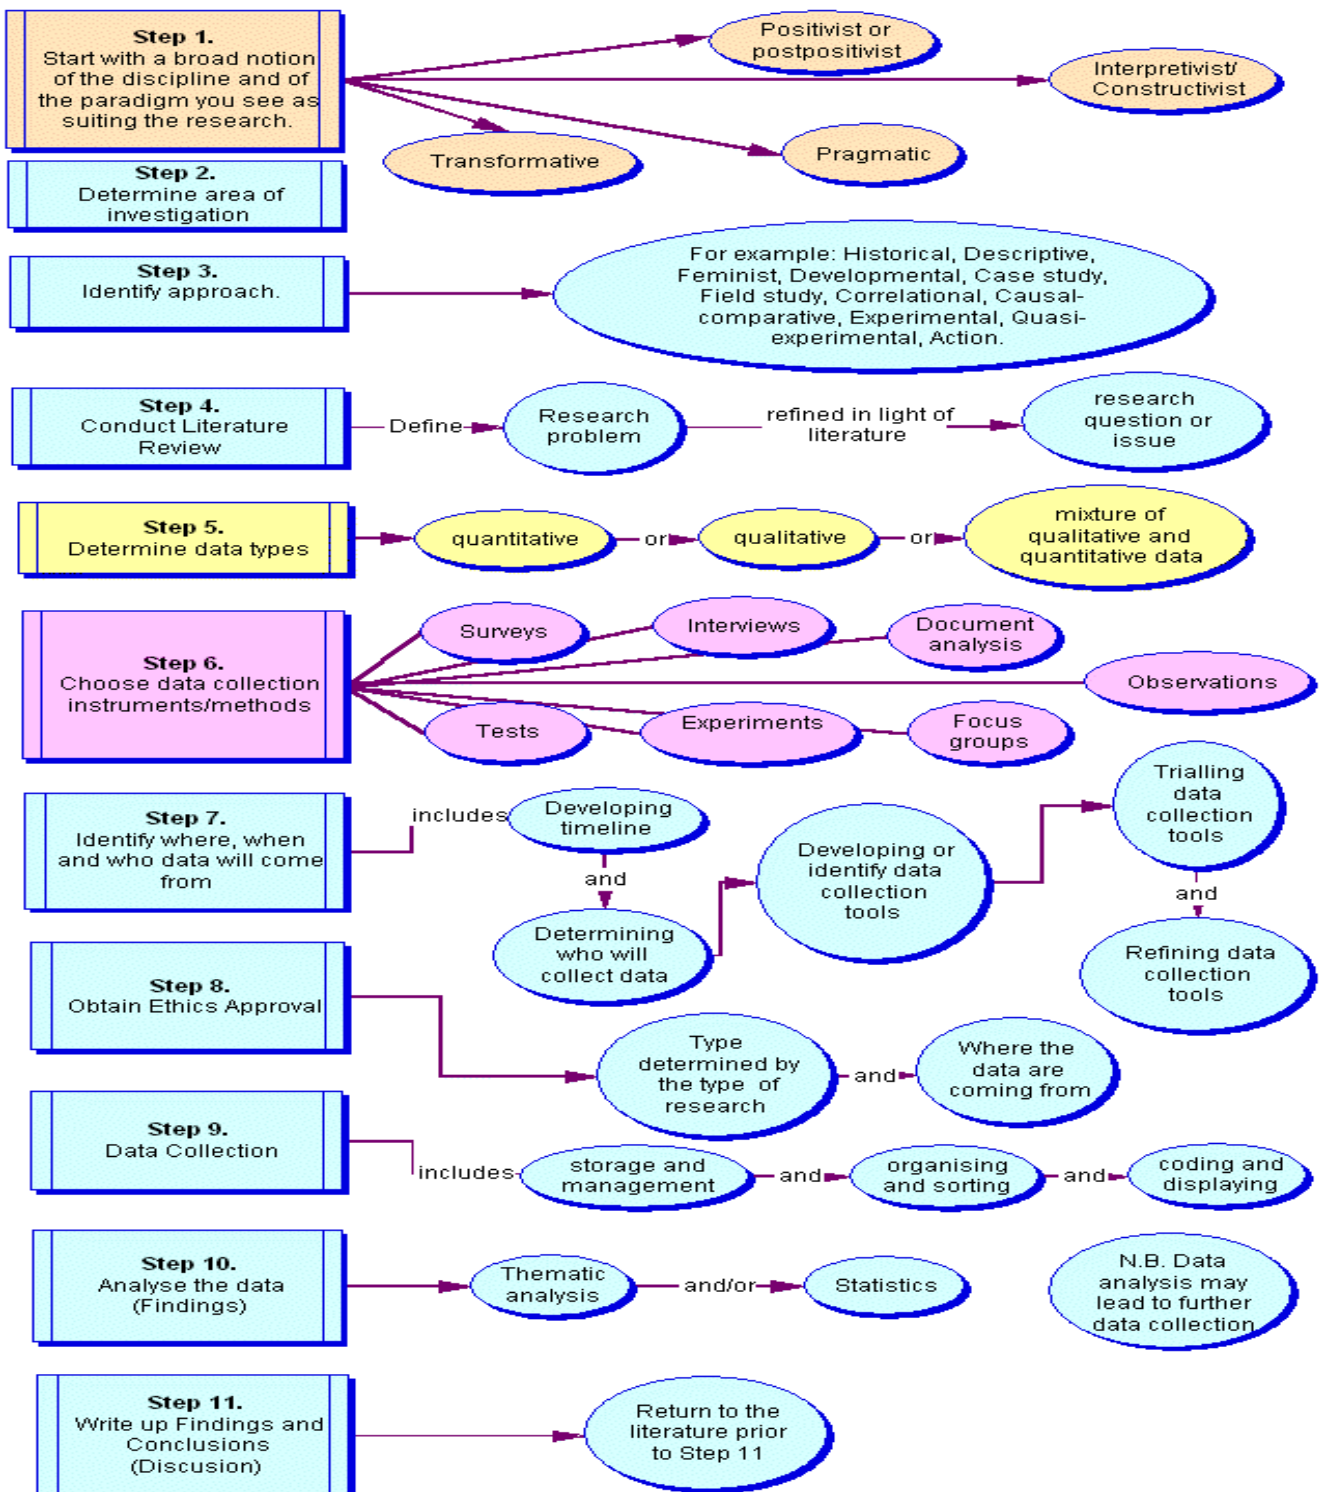 Step 1.
Start with a broad notion
of the discipline and of
the paradigm you see as
suiting the research.
Positivist or
postpositivist
Interpretivist/
Constructivist
Transformative
Pragmatic
Step 2.
Determine area of
investigation
Step 3.
Identify approach.
For example: Historical, Descriptive,
Feminist, Developmental, Case study,
Field study, Correlational, Causal-
comparative, Experimental, Quasi-
experimental, Action.
Step 4.
Conduct Literature
Review
Define
Research
problem
refined in light of
literature
research
question or
issue
Step 5.
Determine data types
quantitative
or
qualitative
or
mixture of
qualitative and
quantitative data
Step 6.
Choose data collection
instruments/methods
Surveys
Interviews
Document
analysis
Observations
Tests
Experiments
Focus
groups
Step 7.
Identify where, when
and who data will come
from
includes
Developing
timeline
and
Determining
who will
collect data
Developing or
identify data
collection
tools
Trialling
data
collection
tools
and
Refining data
collection
tools
Step 8.
Obtain Ethics Approval
Type
determined by
the type of
research
and
Where the
data are
coming from
Step 9.
Data Collection
includes
storage and
management
and
organising
and sorting
and
coding and
displaying
Step 10.
Analyse the data
(Findings)
Thematic
analysis
and/or
Statistics
N.B. Data
analysis may
lead to further
data collection
Step 11.
Write up Findings and
Conclusions
(Discusion)
Return to the
literature prior
to Step 11